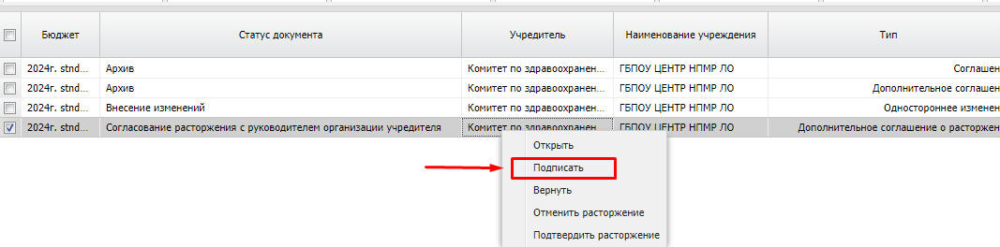 Бюджет Статус документа Учредитель Наименование учреждения Тип
2024г. stnd... Архив Комитет по здравоохранен... ГБПОУ ЦЕНТР НПМР ЛО Соглашен
2024г. stnd... Архив Комитет по здравоохранен... ГБПОУ ЦЕНТР НПМР ЛО Дополнительное соглашен
2024г. stnd... Внесение изменений Комитет по здравоохранен... ГБПОУ ЦЕНТР НПМР ЛО Одностороннее изменен
2024г. stnd... Согласование расторжения с руководителем организации учредителя Комитет по здравоохранен... ГБПОУ ЦЕНТР НПМР ЛО Дополнительное соглашение о расторжен
Открыть
Подписать
Вернуть
Отменить расторжение
Подтвердить расторжение